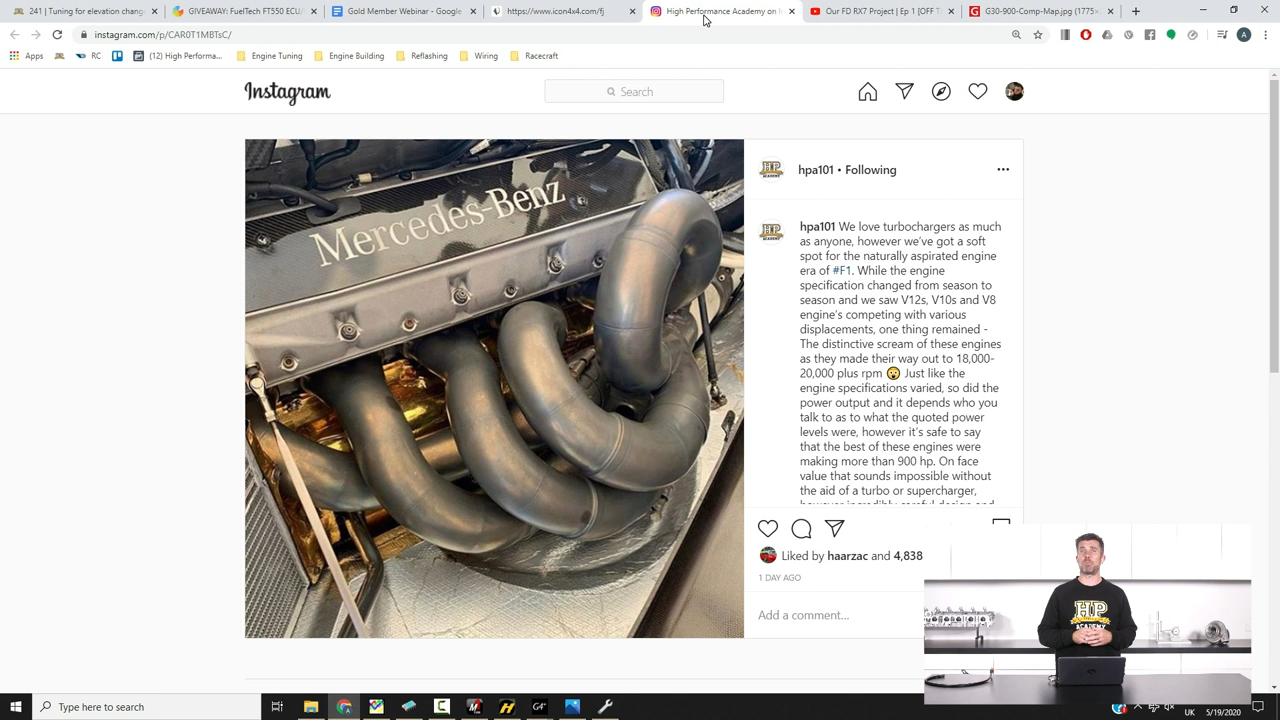 241 | Tuning for elevation chang
GIVEAWAY: FuelTech FT550 ECU
Gold Member Webinar - Google
https://www.icon4x4.com/fj
High Performance Academy on I
Our FD RX7 Project | Ep 1 [OFF T
G30-900-Comp-Map.jpg (1775×
instagram.com/p/CAR0T1MBTsC/
A
Apps
RC
(12) High Performa...
Engine Tuning
Engine Building
Reflashing
Wiring
Racecraft
Instagram
Search
Mercedes-Benz
hpa101 • Following
hpa101 We love turbochargers as much
as anyone, however we've got a soft
spot for the naturally aspirated engine
era of #F1. While the engine
specification changed from season to
season and we saw V12s, V10s and V8
engine's competing with various
displacements, one thing remained -
The distinctive scream of these engines
as they made their way out to 18,000-
20,000 plus rpm 😲 Just like the
engine specifications varied, so did the
power output and it depends who you
talk to as to what the quoted power
levels were, however it's safe to say
that the best of these engines were
making more than 900 hp. On face
value that sounds impossible without
the aid of a turbo or supercharger,
however incredibly careful design and
Liked by haarzac and 4,838
1 DAY AGO
Add a comment...
HP
ACADEMY
Type here to search
G4+
UK
5/19/2020